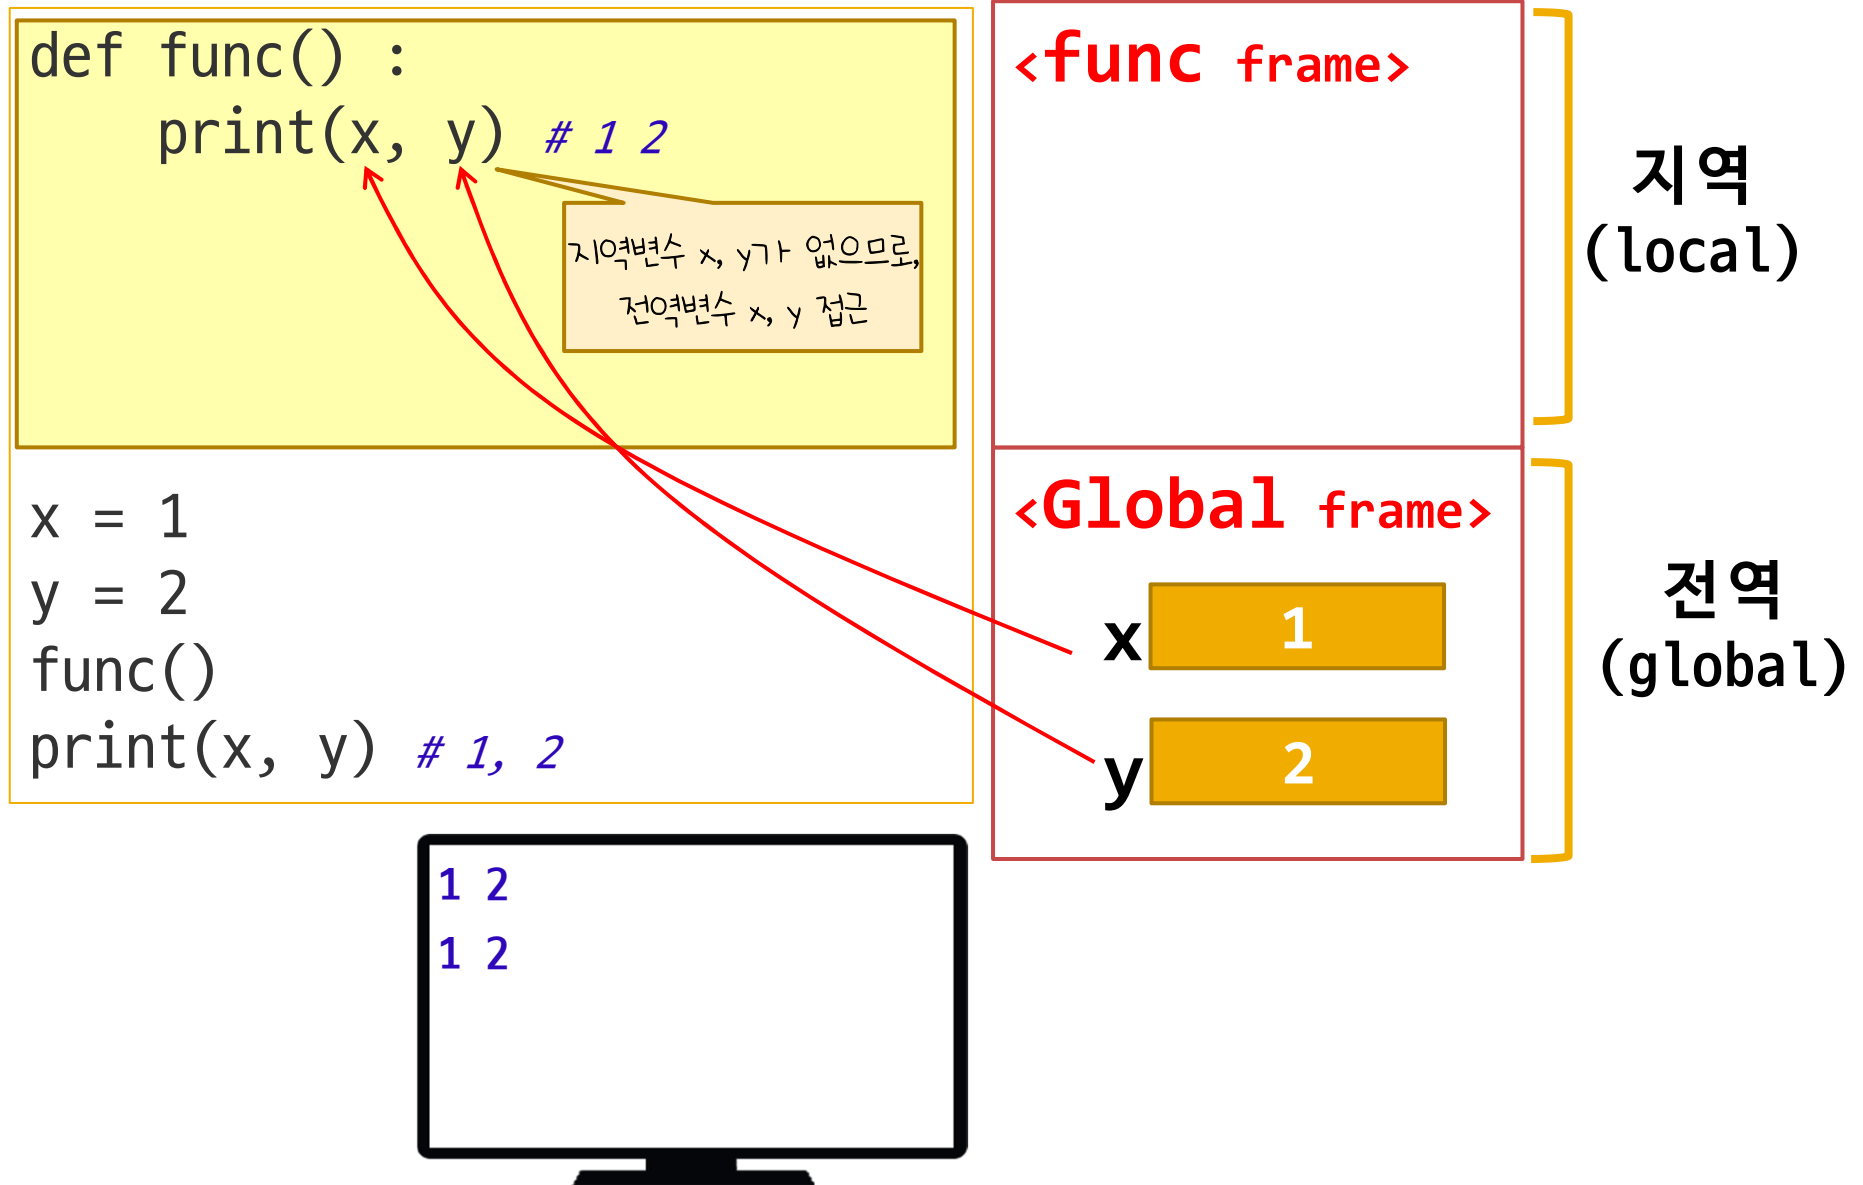 def func() :
    print(x, y) # 1 2
지역변수 x, y가 없으므로,
전역변수 x, y 접근
x = 1
y = 2
func()
print(x, y) # 1, 2
<func frame>
지역
(local)
<Global frame>
x 1
y 2
전역
(global)
1 2
1 2